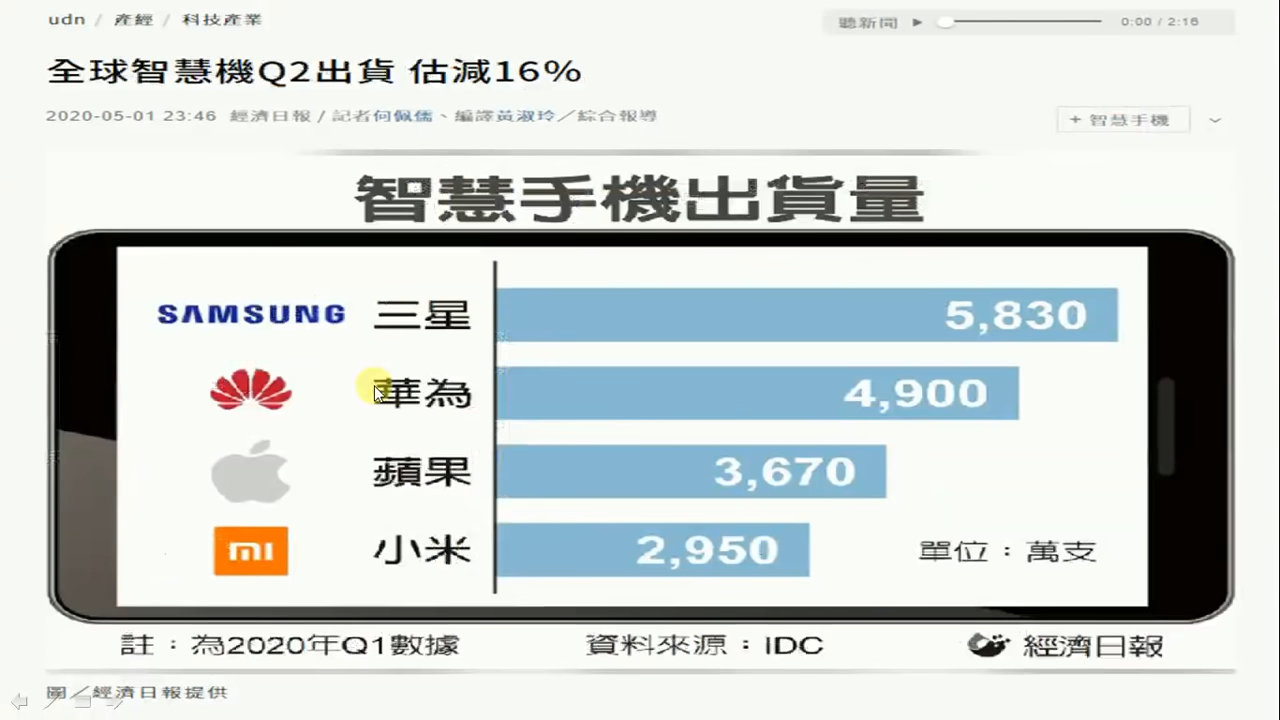 udn / 產經 / 科技產業
聽新聞 0:00 / 2:16
全球智慧機Q2出貨 估減16%
2020-05-01 23:46 經濟日報 / 記者何佩儒、編譯黃淑玲／綜合報導
+ 智慧手機
智慧手機出貨量
SAMSUNG 三星 5,830
華為 4,900
蘋果 3,670
mi 小米 2,950
單位：萬支
註：為2020年Q1數據 資料來源：IDC 經濟日報
圖／經濟日報提供